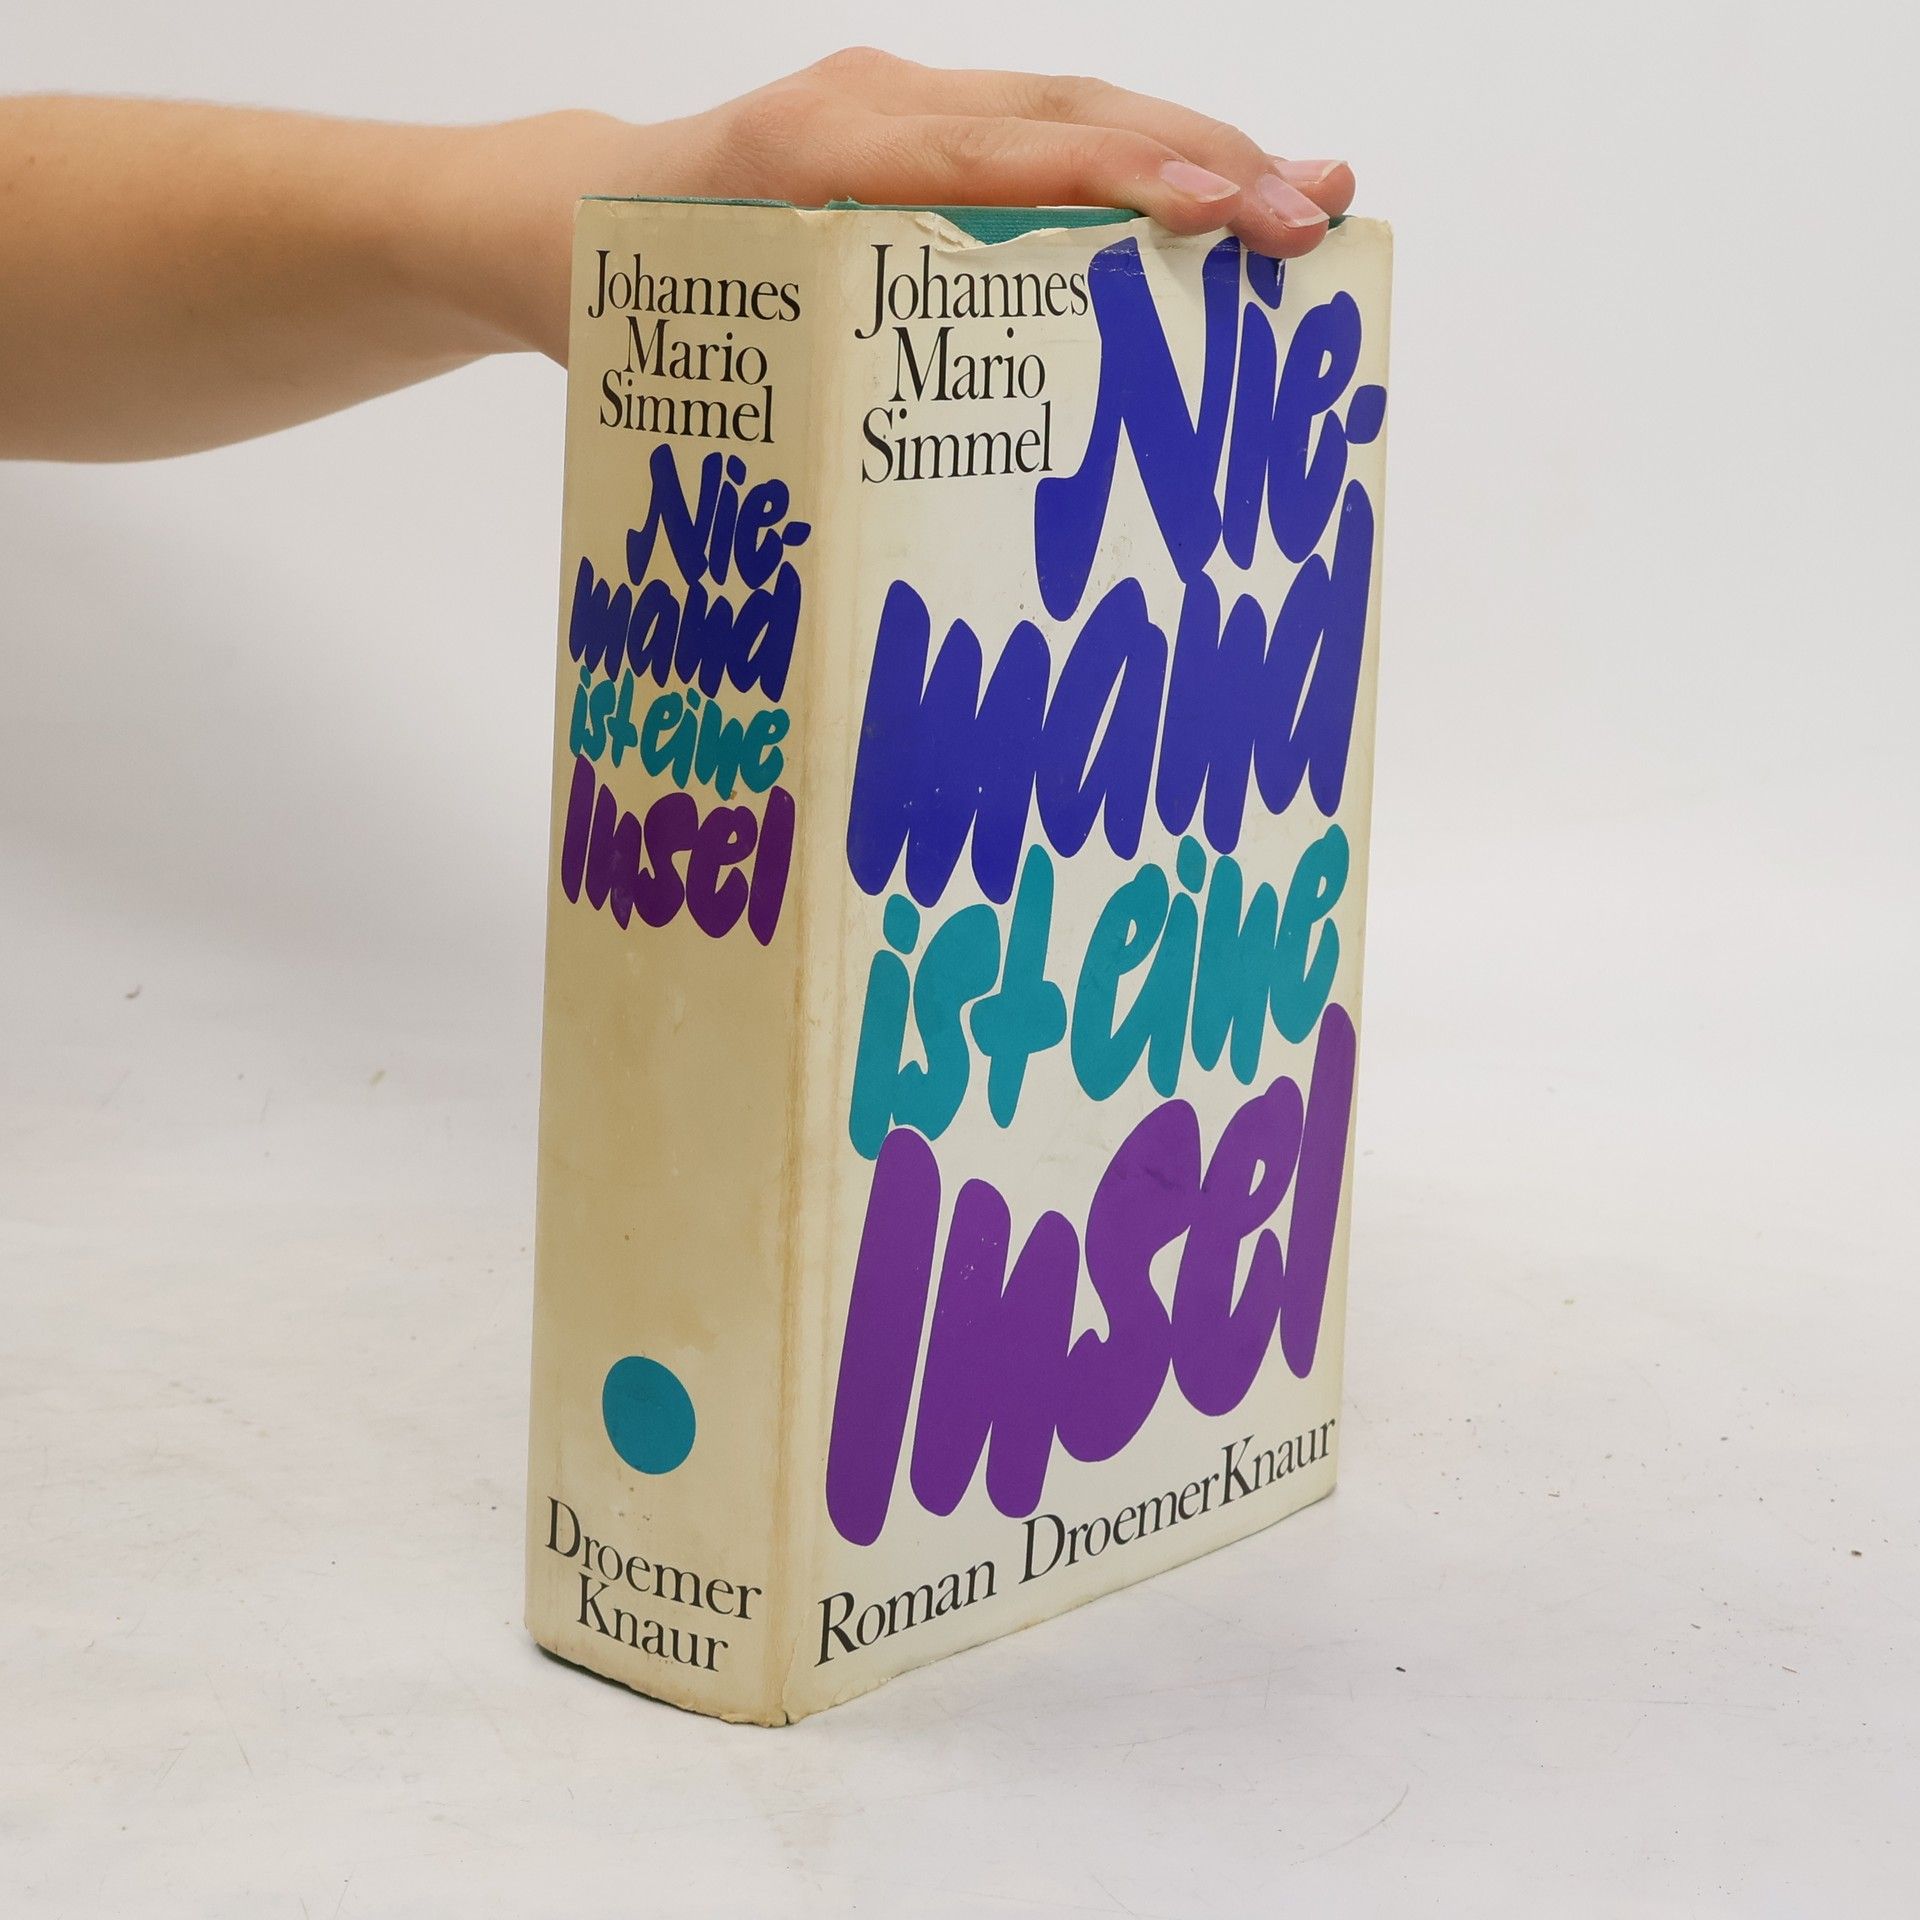 Johannes
Mario
Simmel
Nie-
mand
ist eine
Insel
Droemer
Knaur
Johannes
Mario
Simmel
Nie-
mand
ist eine
Insel
Roman Droemer Knaur